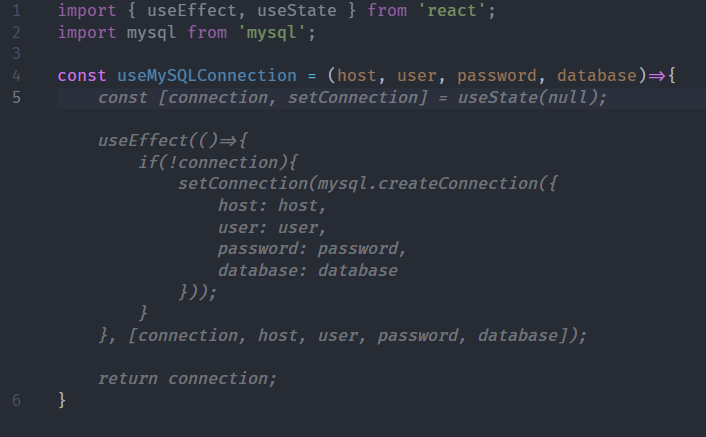 1 import { useEffect, useState } from 'react';
2 import mysql from 'mysql';
3
4 const useMySQLConnection = (host, user, password, database)=>{
5 const [connection, setConnection] = useState(null);
useEffect(()=>{
if(!connection){
setConnection(mysql.createConnection({
host: host,
user: user,
password: password,
database: database
}));
}
}, [connection, host, user, password, database]);
return connection;
6 }